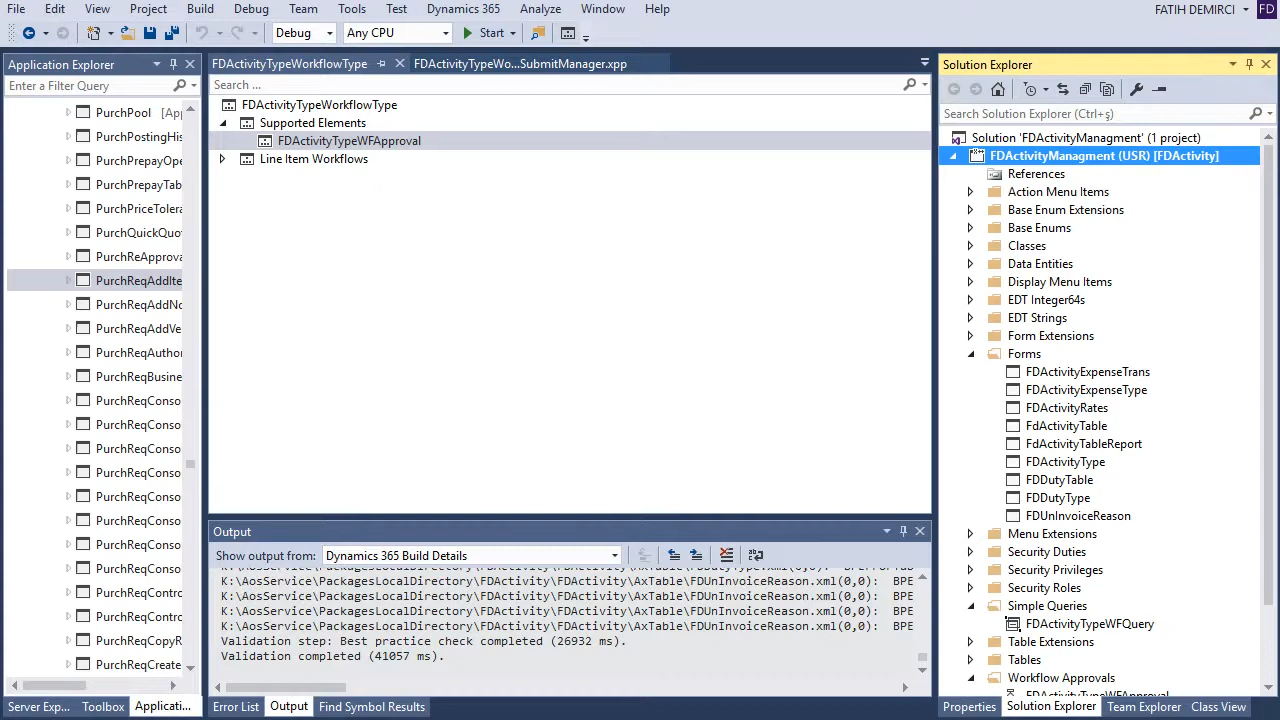 File Edit View Project Build Debug Team Tools Test Dynamics 365 Analyze Window Help FATIH DEMIRCI FD
Debug Any CPU Start
Application Explorer
Enter a Filter Query
PurchPool [App
PurchPostingHis
PurchPrepayOpe
PurchPrepayTab
PurchPriceTolera
PurchQuickQuo
PurchReApprova
PurchReqAddIte
PurchReqAddNo
PurchReqAddVe
PurchReqAuthor
PurchReqBusine
PurchReqConso
PurchReqConso
PurchReqConso
PurchReqConso
PurchReqConso
PurchReqConso
PurchReqConso
PurchReqConso
PurchReqContro
PurchReqContro
PurchReqCopyR
PurchReqCreate
Server Exp... Toolbox Applicati...
FDActivityTypeWorkflowType FDActivityTypeWo...SubmitManager.xpp
Search ...
FDActivityTypeWorkflowType
Supported Elements
FDActivityTypeWFApproval
Line Item Workflows
Output
Show output from: Dynamics 365 Build Details
K:\AosService\PackagesLocalDirectory\FDActivity\FDActivity\AxTable\FDUnInvoiceReason.xml(0,0): BPE
K:\AosService\PackagesLocalDirectory\FDActivity\FDActivity\AxTable\FDUnInvoiceReason.xml(0,0): BPE
K:\AosService\PackagesLocalDirectory\FDActivity\FDActivity\AxTable\FDUnInvoiceReason.xml(0,0): BPE
K:\AosService\PackagesLocalDirectory\FDActivity\FDActivity\AxTable\FDUnInvoiceReason.xml(0,0): BPE
Validation step: Best practice check completed (26932 ms).
Validation completed (41057 ms).
Error List Output Find Symbol Results
Solution Explorer
Search Solution Explorer (Ctrl+ş)
Solution 'FDActivityManagment' (1 project)
FDActivityManagment (USR) [FDActivity]
References
Action Menu Items
Base Enum Extensions
Base Enums
Classes
Data Entities
Display Menu Items
EDT Integer64s
EDT Strings
Form Extensions
Forms
FDActivityExpenseTrans
FDActivityExpenseType
FDActivityRates
FdActivityTable
FdActivityTableReport
FDActivityType
FDDutyTable
FDDutyType
FDUnInvoiceReason
Menu Extensions
Security Duties
Security Privileges
Security Roles
Simple Queries
FDActivityTypeWFQuery
Table Extensions
Tables
Workflow Approvals
FDActivityTypeWFApproval
Properties Solution Explorer Team Explorer Class View